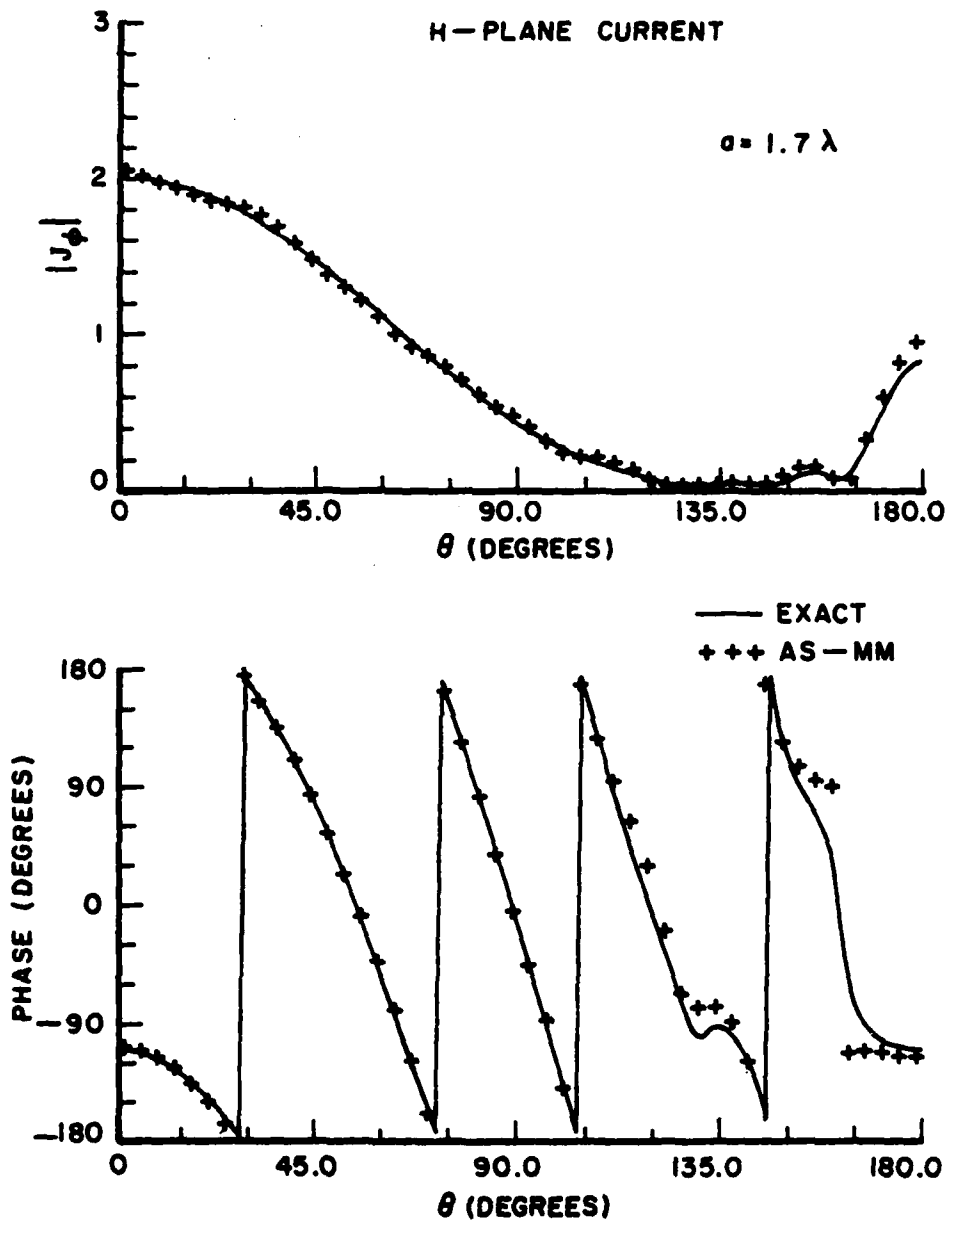 H-PLANE CURRENT
a = 1.7 λ
3
2
1
0
|Jϕ|
0 45.0 90.0 135.0 180.0
θ (DEGREES)
EXACT
+++ AS-MM
180
90
0
-90
-180
PHASE (DEGREES)
0 45.0 90.0 135.0 180.0
θ (DEGREES)